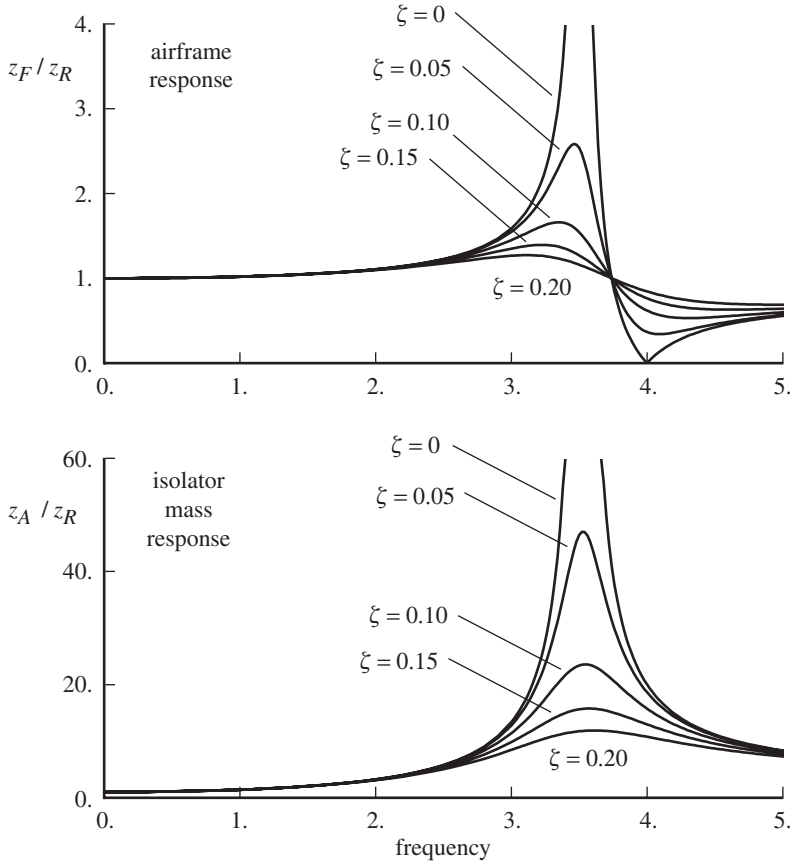 4.
3.
2.
1.
0.
z_F / z_R
airframe
response
ζ = 0
ζ = 0.05
ζ = 0.10
ζ = 0.15
ζ = 0.20
0. 1. 2. 3. 4. 5.
60.
40.
20.
0.
z_A / z_R
isolator
mass
response
ζ = 0
ζ = 0.05
ζ = 0.10
ζ = 0.15
ζ = 0.20
0. 1. 2. 3. 4. 5.
frequency